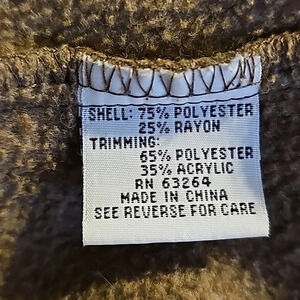 SHELL: 75% POLYESTER
25% RAYON
TRIMMING:
65% POLYESTER
35% ACRYLIC
RN 63264
MADE IN CHINA
SEE REVERSE FOR CARE